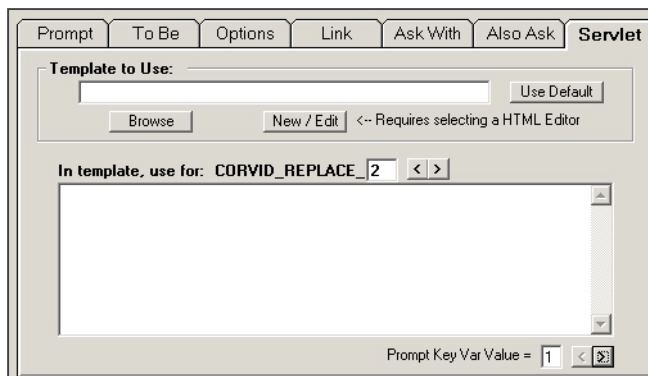 Prompt To Be Options Link Ask With Also Ask Servlet
Template to Use:
Use Default
Browse New / Edit <-- Requires selecting a HTML Editor
In template, use for: CORVID_REPLACE_ 2 < >
Prompt Key Var Value = 1 < >